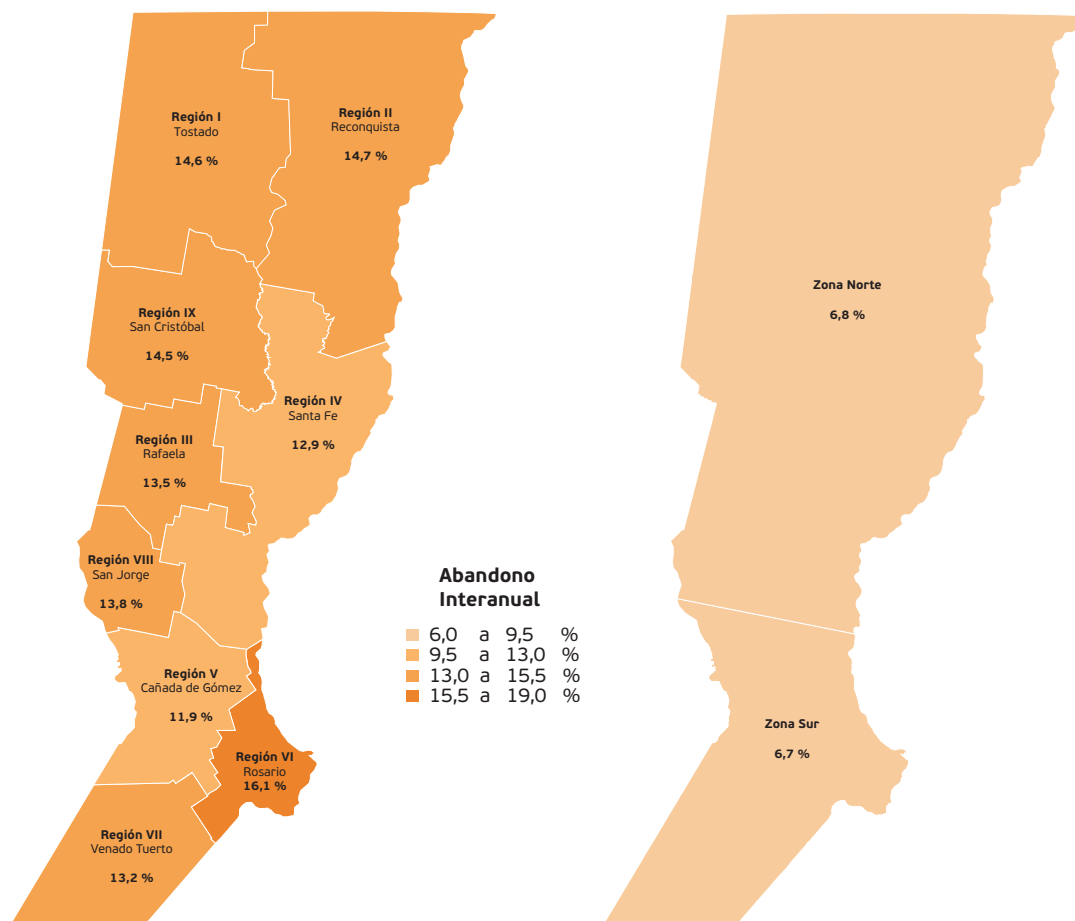 Región I
Tostado
14,6 %
Región II
Reconquista
14,7 %
Región IX
San Cristóbal
14,5 %
Región IV
Santa Fe
12,9 %
Región III
Rafaela
13,5 %
Región VIII
San Jorge
13,8 %
Región V
Cañada de Gómez
11,9 %
Región VI
Rosario
16,1 %
Región VII
Venado Tuerto
13,2 %
Abandono
Interanual
6,0 a 9,5 %
9,5 a 13,0 %
13,0 a 15,5 %
15,5 a 19,0 %
Zona Norte
6,8 %
Zona Sur
6,7 %